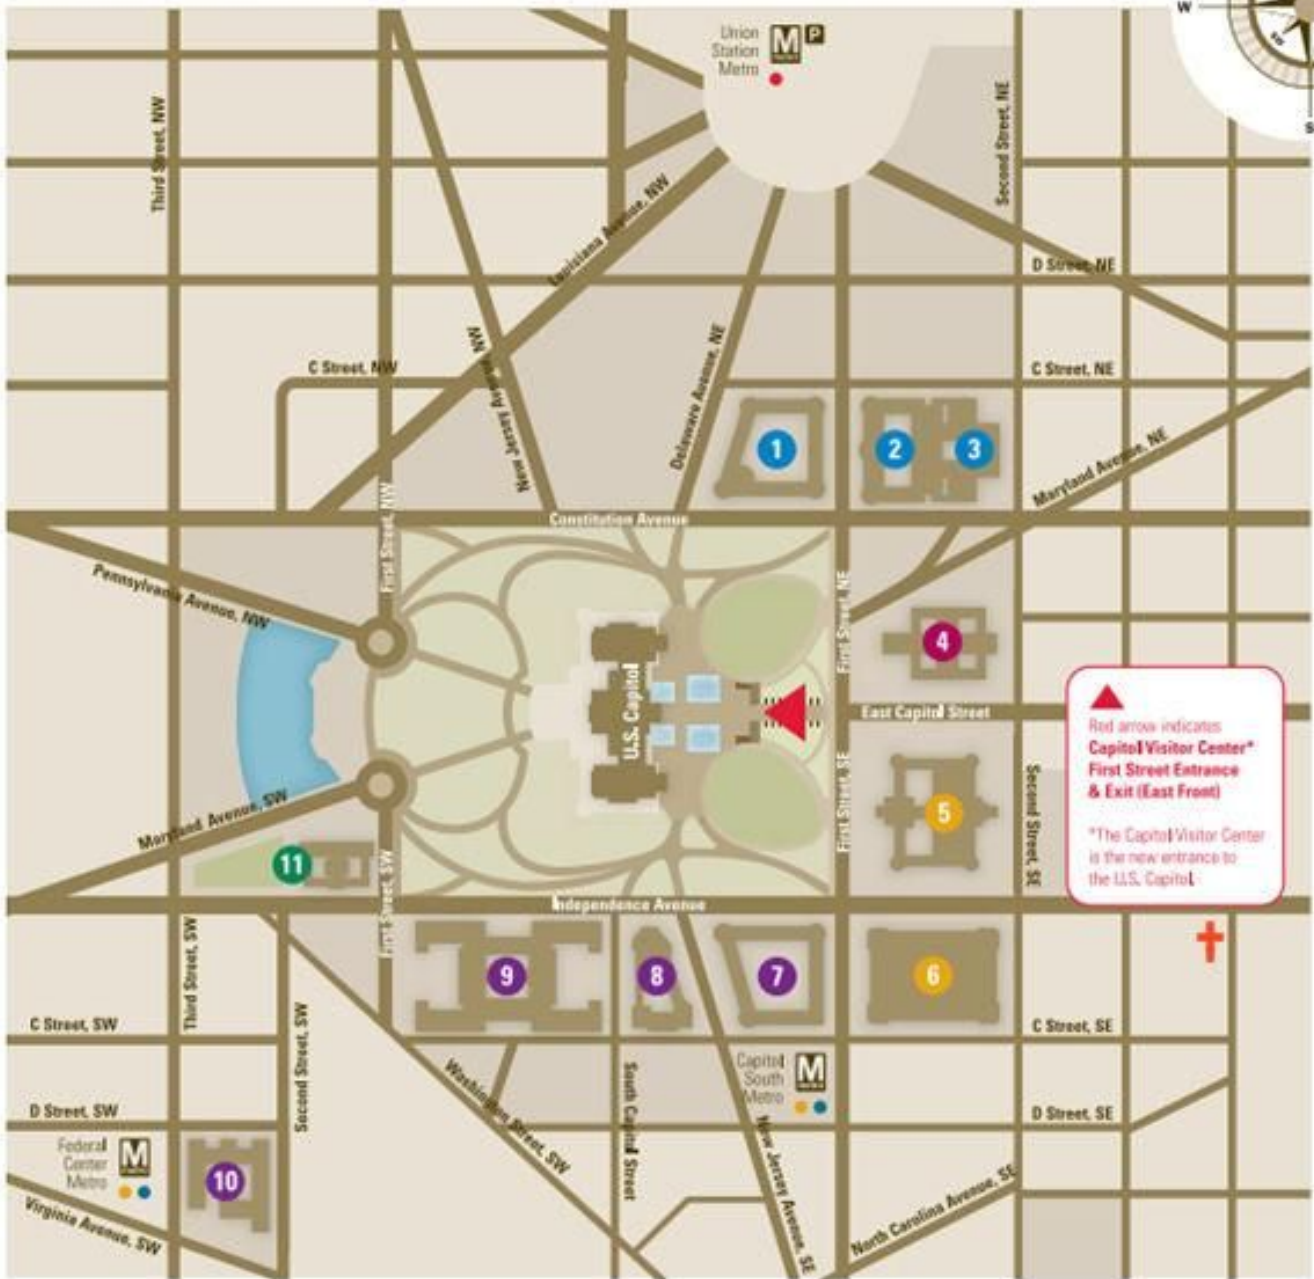 W
SW
S
Union
Station
Metro
M
P
Third Street, NW
Second Street, NE
Louisiana Avenue, NW
D Street, NE
C Street, NW
New Jersey Avenue, NW
Delaware Avenue, NE
C Street, NE
1
2
3
Maryland Avenue, NE
First Street, NW
Constitution Avenue
Pennsylvania Avenue, NW
First Street, NE
4
U.S. Capitol
East Capitol Street
Red arrow indicates
Capitol Visitor Center*
First Street Entrance
& Exit (East Front)
*The Capitol Visitor Center
is the new entrance to
the U.S. Capitol.
Maryland Avenue, SW
First Street, SE
5
Second Street, SE
11
First Street, SW
Independence Avenue
Third Street, SW
9
8
7
6
C Street, SW
C Street, SE
Second Street, SW
Washington Street, SW
South Capitol Street
Capitol
South
Metro
M
New Jersey Avenue, SE
D Street, SW
D Street, SE
Federal
Center
Metro
M
10
Virginia Avenue, SW
North Carolina Avenue, SE